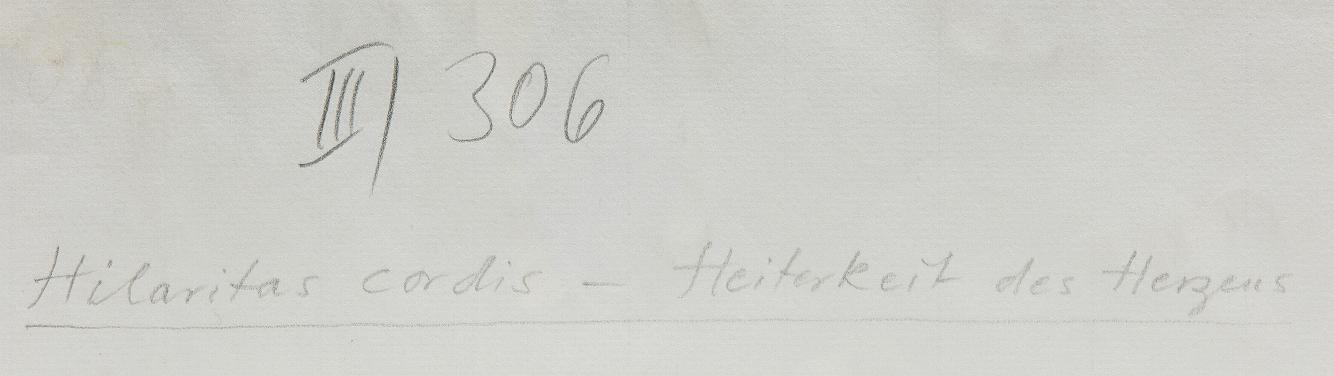 III) 306
Hilaritas cordis — Heiterkeit des Herzens